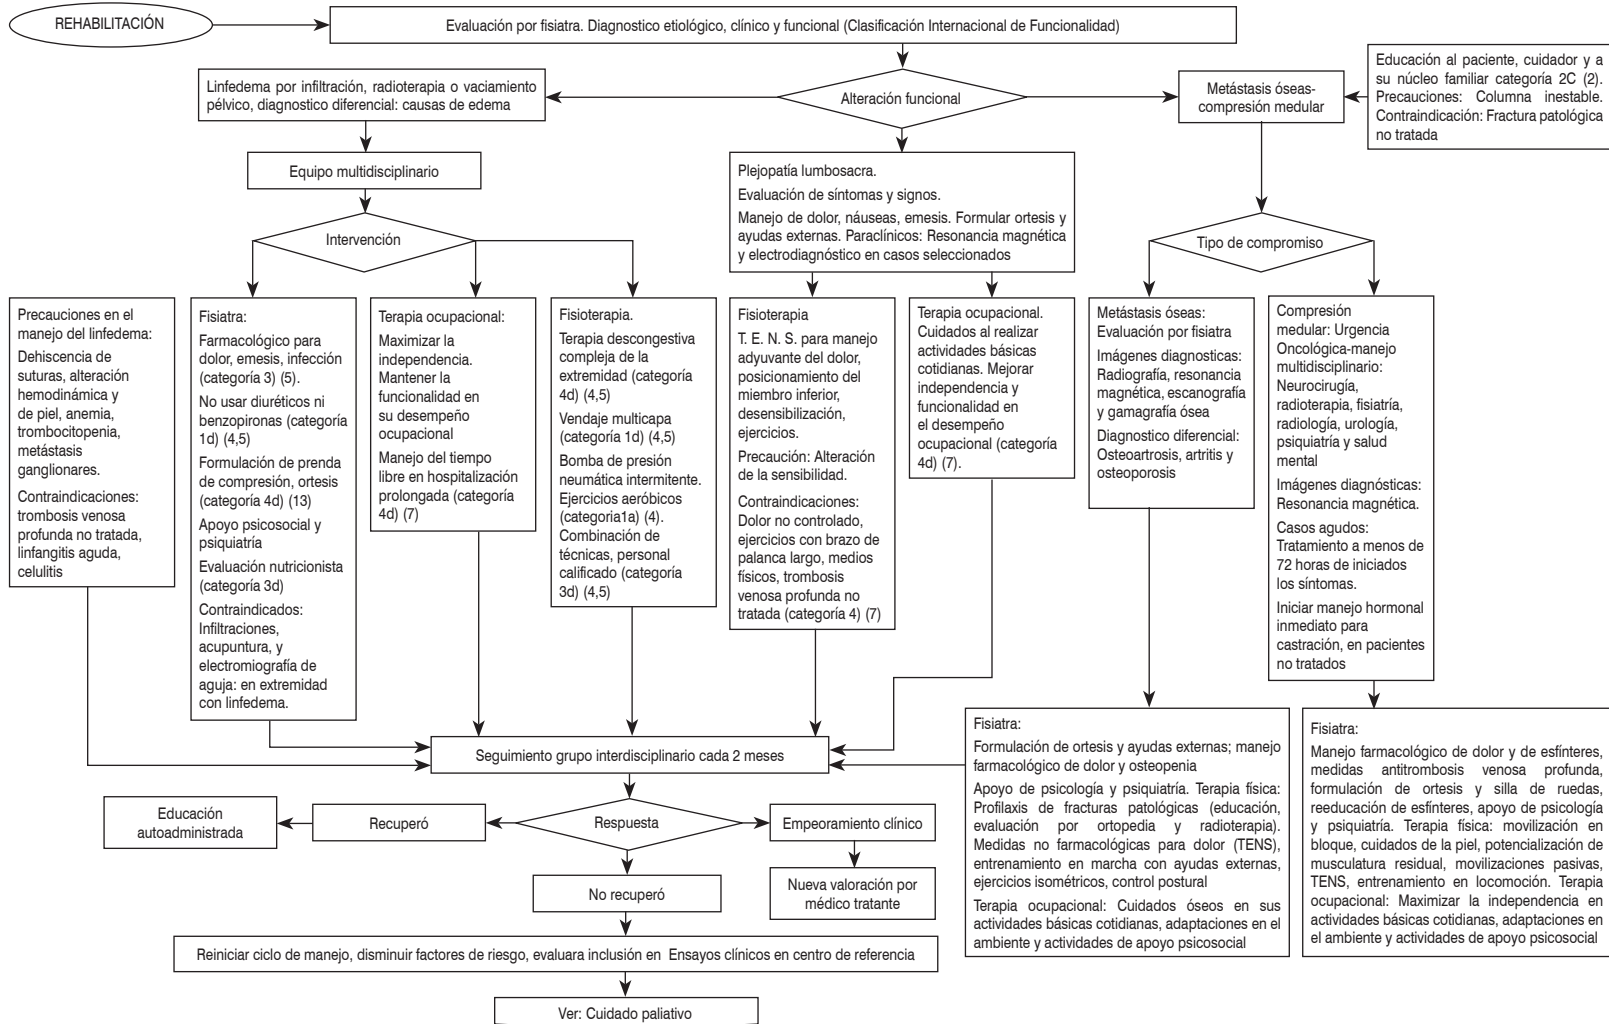 REHABILITACIÓN
Evaluación por fisiatra. Diagnostico etiológico, clínico y funcional (Clasificación Internacional de Funcionalidad)
Linfedema por infiltración, radioterapia o vaciamiento
pélvico, diagnostico diferencial: causas de edema
Alteración funcional
Metástasis óseas-
compresión medular
Educación al paciente, cuidador y a
su núcleo familiar categoría 2C (2).
Precauciones: Columna inestable.
Contraindicación: Fractura patológica
no tratada
Equipo multidisciplinario
Plejopatía lumbosacra.
Evaluación de síntomas y signos.
Manejo de dolor, náuseas, emesis. Formular ortesis y
ayudas externas. Paraclínicos: Resonancia magnética
y electrodiagnóstico en casos seleccionados
Intervención
Tipo de compromiso
Precauciones en el
manejo del linfedema:
Dehiscencia de
suturas, alteración
hemodinámica y
de piel, anemia,
trombocitopenia,
metástasis
ganglionares.
Contraindicaciones:
trombosis venosa
profunda no tratada,
linfangitis aguda,
celulitis
Fisiatra:
Farmacológico para
dolor, emesis, infección
(categoría 3) (5).
No usar diuréticos ni
benzopironas (categoría
1d) (4,5)
Formulación de prenda
de compresión, ortesis
(categoría 4d) (13)
Apoyo psicosocial y
psiquiatría
Evaluación nutricionista
(categoría 3d)
Contraindicados:
Infiltraciones,
acupuntura, y
electromiografía de
aguja: en extremidad
con linfedema.
Terapia ocupacional:
Maximizar la
independencia.
Mantener la
funcionalidad en
su desempeño
ocupacional
Manejo del tiempo
libre en hospitalización
prolongada (categoría
4d) (7)
Fisioterapia.
Terapia descongestiva
compleja de la
extremidad (categoría
4d) (4,5)
Vendaje multicapa
(categoría 1d) (4,5)
Bomba de presión
neumática intermitente.
Ejercicios aeróbicos
(categoria1a) (4).
Combinación de
técnicas, personal
calificado (categoría
3d) (4,5)
Fisioterapia
T. E. N. S. para manejo
adyuvante del dolor,
posicionamiento del
miembro inferior,
desensibilización,
ejercicios.
Precaución: Alteración
de la sensibilidad.
Contraindicaciones:
Dolor no controlado,
ejercicios con brazo de
palanca largo, medios
físicos, trombosis
venosa profunda no
tratada (categoría 4) (7)
Terapia ocupacional.
Cuidados al realizar
actividades básicas
cotidianas. Mejorar
independencia y
funcionalidad en
el desempeño
ocupacional (categoría
4d) (7).
Metástasis óseas:
Evaluación por fisiatra
Imágenes diagnosticas:
Radiografía, resonancia
magnética, escanografía
y gamagrafía ósea
Diagnostico diferencial:
Osteoartrosis, artritis y
osteoporosis
Compresión
medular: Urgencia
Oncológica-manejo
multidisciplinario:
Neurocirugía,
radioterapia, fisiatría,
radiología, urología,
psiquiatría y salud
mental
Imágenes diagnósticas:
Resonancia magnética.
Casos agudos:
Tratamiento a menos de
72 horas de iniciados
los síntomas.
Iniciar manejo hormonal
inmediato para
castración, en pacientes
no tratados
Seguimiento grupo interdisciplinario cada 2 meses
Educación
autoadministrada
Recuperó
Respuesta
Empeoramiento clínico
No recuperó
Nueva valoración por
médico tratante
Reiniciar ciclo de manejo, disminuir factores de riesgo, evaluara inclusión en Ensayos clínicos en centro de referencia
Ver: Cuidado paliativo
Fisiatra:
Formulación de ortesis y ayudas externas; manejo
farmacológico de dolor y osteopenia
Apoyo de psicología y psiquiatría. Terapia física:
Profilaxis de fracturas patológicas (educación,
evaluación por ortopedia y radioterapia).
Medidas no farmacológicas para dolor (TENS),
entrenamiento en marcha con ayudas externas,
ejercicios isométricos, control postural
Terapia ocupacional: Cuidados óseos en sus
actividades básicas cotidianas, adaptaciones en el
ambiente y actividades de apoyo psicosocial
Fisiatra:
Manejo farmacológico de dolor y de esfínteres,
medidas antitrombosis venosa profunda,
formulación de ortesis y silla de ruedas,
reeducación de esfínteres, apoyo de psicología
y psiquiatría. Terapia física: movilización en
bloque, cuidados de la piel, potencialización de
musculatura residual, movilizaciones pasivas,
TENS, entrenamiento en locomoción. Terapia
ocupacional: Maximizar la independencia en
actividades básicas cotidianas, adaptaciones en
el ambiente y actividades de apoyo psicosocial